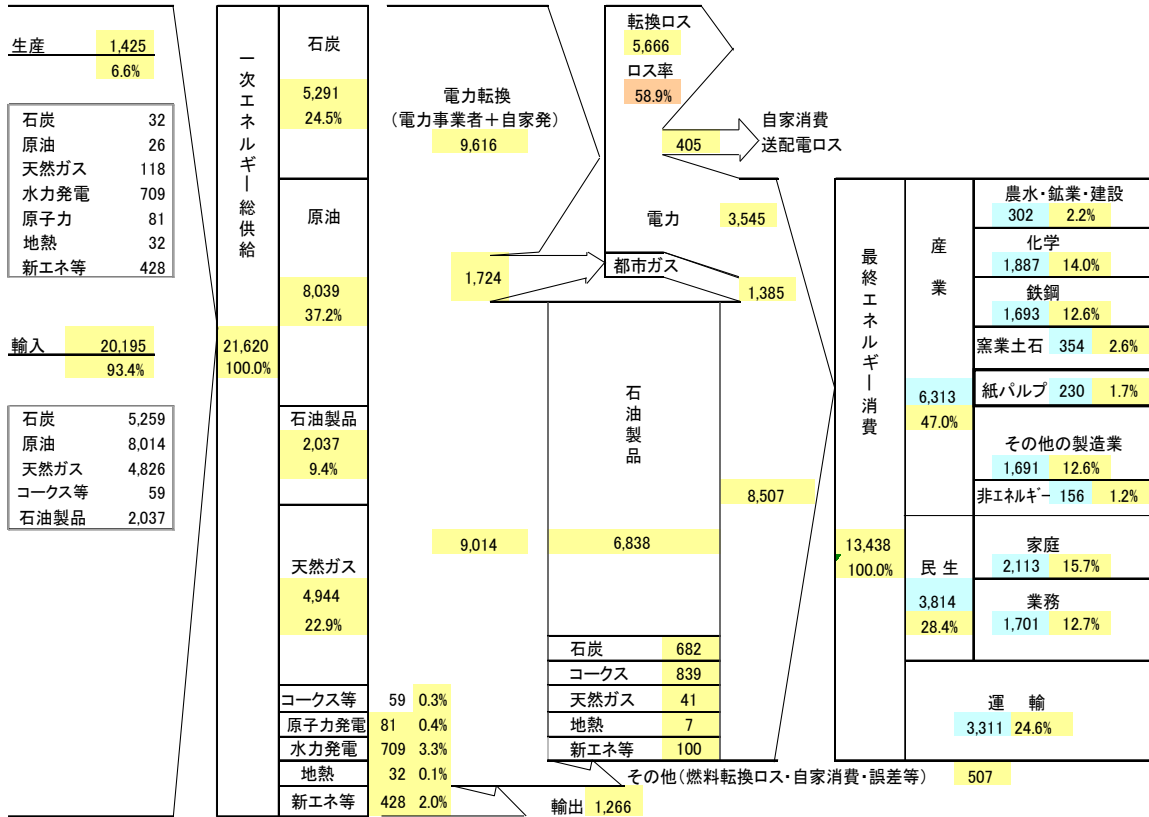 生産 1,425
6.6%
石炭 32
原油 26
天然ガス 118
水力発電 709
原子力 81
地熱 32
新エネ等 428
輸入 20,195
93.4%
石炭 5,259
原油 8,014
天然ガス 4,826
コークス等 59
石油製品 2,037
一次エネルギー総供給
21,620
100.0%
石炭
5,291
24.5%
原油
8,039
37.2%
石油製品
2,037
9.4%
天然ガス
4,944
22.9%
コークス等 59 0.3%
原子力発電 81 0.4%
水力発電 709 3.3%
地熱 32 0.1%
新エネ等 428 2.0%
電力転換
(電力事業者+自家発)
9,616
1,724
9,014
転換ロス
5,666
ロス率
58.9%
405
自家消費
送配電ロス
電力 3,545
都市ガス
1,385
石油製品
6,838
8,507
石炭 682
コークス 839
天然ガス 41
地熱 7
新エネ等 100
その他(燃料転換ロス・自家消費・誤差等) 507
輸出 1,266
最終エネルギー消費
13,438
100.0%
産業
6,313
47.0%
農水・鉱業・建設
302 2.2%
化学
1,887 14.0%
鉄鋼
1,693 12.6%
窯業土石 354 2.6%
紙パルプ 230 1.7%
その他の製造業
1,691 12.6%
非エネルギー 156 1.2%
民生
3,814
28.4%
家庭
2,113 15.7%
業務
1,701 12.7%
運輸
3,311 24.6%